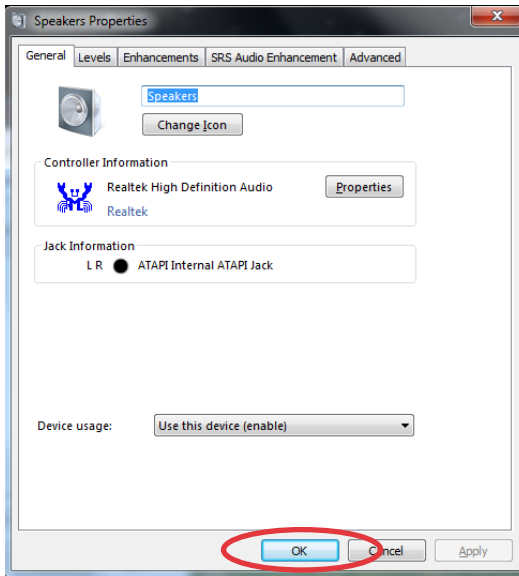 Speakers Properties
General Levels Enhancements SRS Audio Enhancement Advanced
Speakers
Change Icon
Controller Information
Realtek High Definition Audio Properties
Realtek
Jack Information
L R ATAPI Internal ATAPI Jack
Device usage: Use this device (enable)
OK Cancel Apply